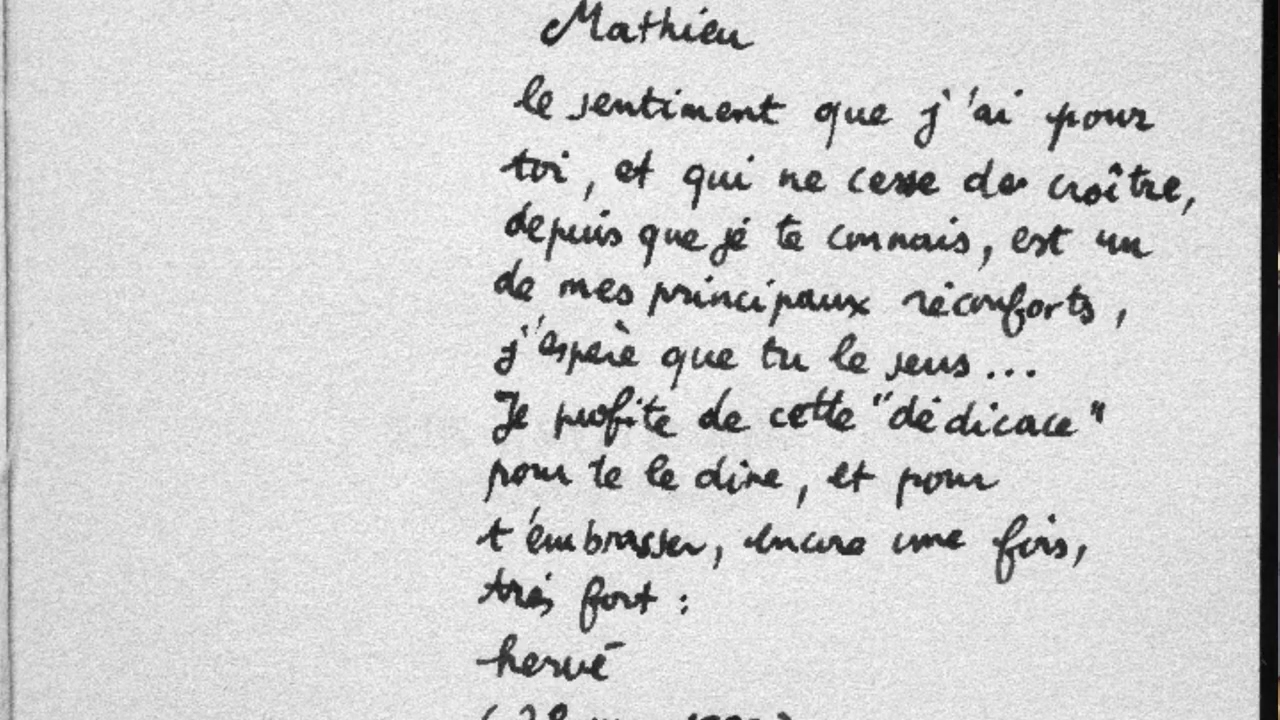 Mathieu
le sentiment que j'ai pour
toi, et qui ne cesse de croître,
depuis que je te connais, est un
de mes principaux réconforts,
j'espère que tu le sens...
Je profite de cette "dédicace"
pour te le dire, et pour
t'embrasser, encore une fois,
très fort :
hervé